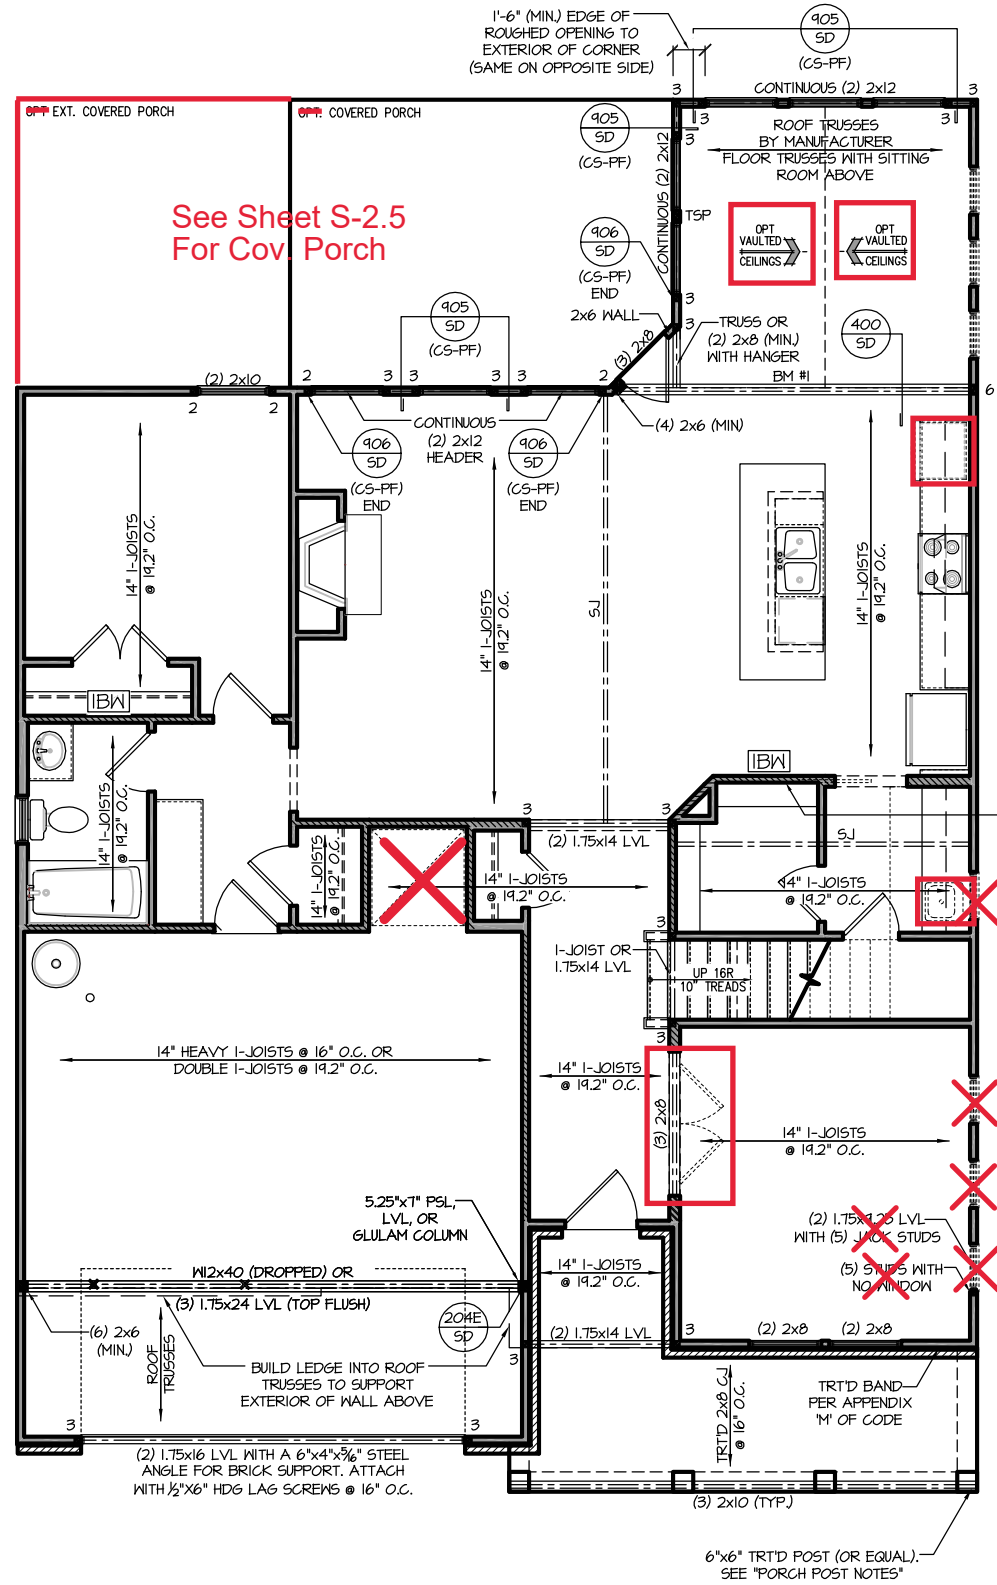 1'-6" (MIN.) EDGE OF
ROUGHED OPENING TO
EXTERIOR OF CORNER
(SAME ON OPPOSITE SIDE)
905
SD
(CS-PF)
3
CONTINUOUS (2) 2x12
3
OPT EXT. COVERED PORCH
OPT. COVERED PORCH
905
SD
(CS-PF)
3
3
ROOF TRUSSES
BY MANUFACTURER
FLOOR TRUSSES WITH SITTING
ROOM ABOVE
3
CONTINUOUS (2) 2x12
See Sheet S-2.5
For Cov. Porch
TSP
OPT
VAULTED
CEILINGS
OPT
VAULTED
CEILINGS
906
SD
(CS-PF)
END
2x6 WALL
3
3
905
SD
(CS-PF)
(3) 2x8
TRUSS OR
(2) 2x8 (MIN.)
WITH HANGER
400
SD
BM #1
6
(2) 2x10
2
2
2
3 3
3 3
2
CONTINUOUS
(2) 2x12
HEADER
(4) 2x6 (MIN)
906
SD
(CS-PF)
END
906
SD
(CS-PF)
END
14" I-JOISTS
@ 19.2" O.C.
14" I-JOISTS
@ 19.2" O.C.
SJ
14" I-JOISTS
@ 19.2" O.C.
IBW
IBW
14" I-JOISTS
@ 19.2" O.C.
3
3
(2) 1.75x14 LVL
SJ
14" I-JOISTS
@ 19.2" O.C.
14" I-JOISTS
@ 19.2" O.C.
14" I-JOISTS
@ 19.2" O.C.
3
I-JOIST OR
1.75x14 LVL
UP 16R
10" TREADS
3
14" HEAVY I-JOISTS @ 16" O.C. OR
DOUBLE I-JOISTS @ 19.2" O.C.
14" I-JOISTS
@ 19.2" O.C.
(3) 2x8
14" I-JOISTS
@ 19.2" O.C.
5.25"x7" PSL,
LVL, OR
GLULAM COLUMN
3
(2) 1.75x9.25 LVL
WITH (5) JACK STUDS
(5) STUDS WITH
NO WINDOW
W12x40 (DROPPED) OR
(3) 1.75x24 LVL (TOP FLUSH)
14" I-JOISTS
@ 19.2" O.C.
204E
SD
(6) 2x6
(MIN.)
ROOF
TRUSSES
BUILD LEDGE INTO ROOF
TRUSSES TO SUPPORT
EXTERIOR OF WALL ABOVE
3
(2) 1.75x14 LVL
3
(2) 2x8
(2) 2x8
3
TRT'D BAND
PER APPENDIX
'M' OF CODE
TRT'D 2x8 CJ
@ 16" O.C.
3
3
(2) 1.75x16 LVL WITH A 6"x4"x5/16" STEEL
ANGLE FOR BRICK SUPPORT. ATTACH
WITH 1/2"X6" HDG LAG SCREWS @ 16" O.C.
(3) 2x10 (TYP.)
6"x6" TRT'D POST (OR EQUAL).
SEE "PORCH POST NOTES"